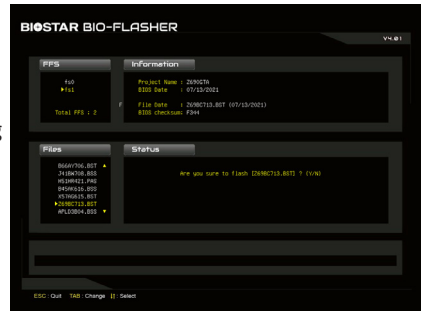 BIOSTAR BIO-FLASHER
V4.01
FFS
fs0
fs1
Total FFS : 2
Information
Project Name : Z690GTA
BIOS Date : 07/13/2021
F
File Date : Z69BC713.BST (07/13/2021)
BIOS checksum: F344
Files
B66AY706.BST
J41BW708.BSS
H51HM421.PAG
B45AK616.BSS
X57AG615.BST
Z69BC713.BST
APLD3B04.BSS
Status
Are you sure to flash [Z69BC713.BST] ? (Y/N)
ESC : Quit TAB : Change : Select